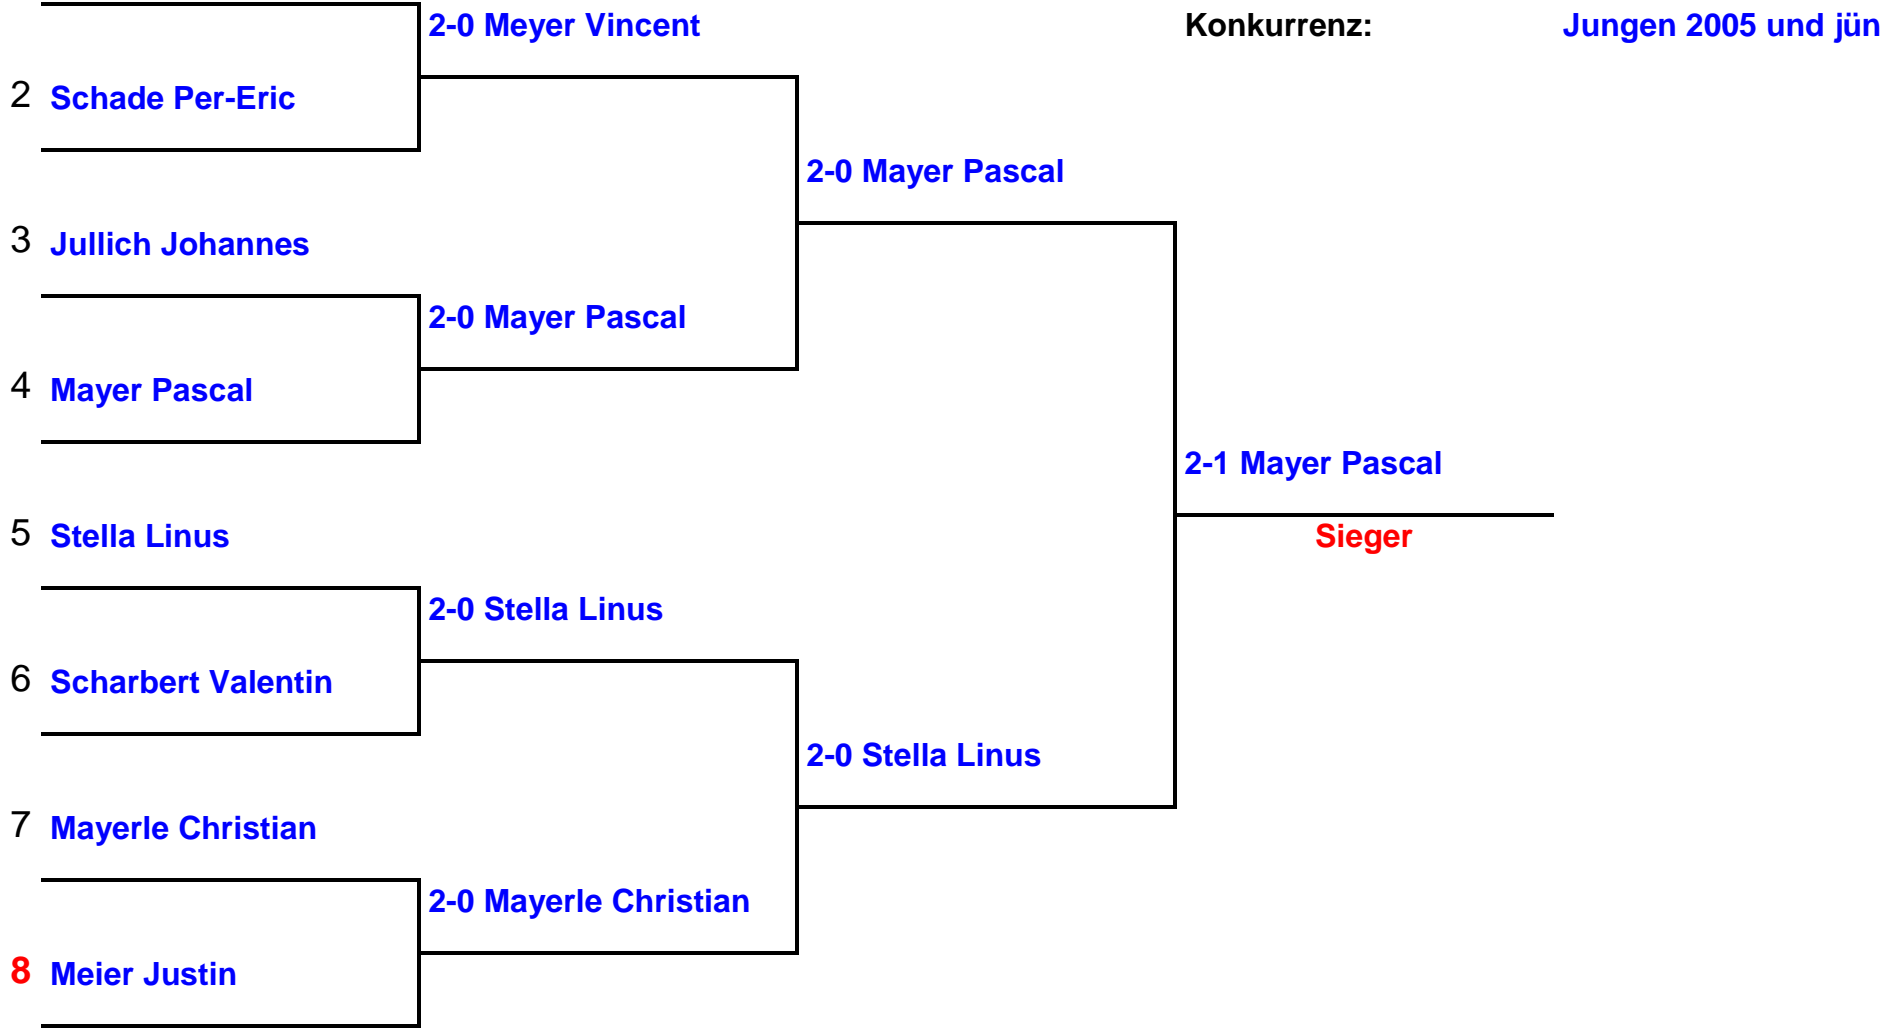 2-0 Meyer Vincent
Konkurrenz: Jungen 2005 und jün
2 Schade Per-Eric
2-0 Mayer Pascal
3 Jullich Johannes
2-0 Mayer Pascal
4 Mayer Pascal
2-1 Mayer Pascal
5 Stella Linus
Sieger
2-0 Stella Linus
6 Scharbert Valentin
2-0 Stella Linus
7 Mayerle Christian
2-0 Mayerle Christian
8 Meier Justin